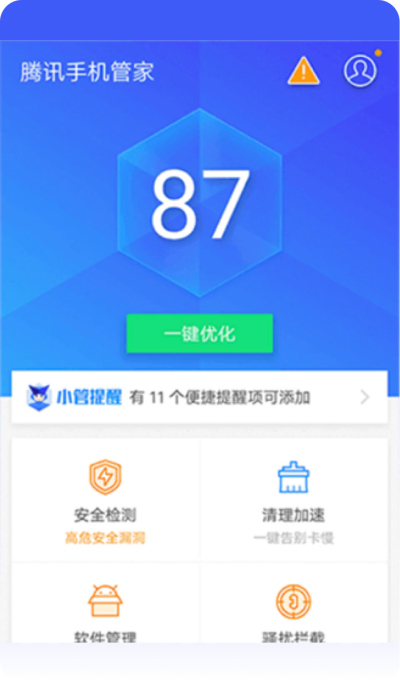 腾讯手机管家
87
一键优化
小管提醒 有 11 个便捷提醒项可添加
安全检测
高危安全漏洞
清理加速
一键告别卡慢
软件管理
骚扰拦截